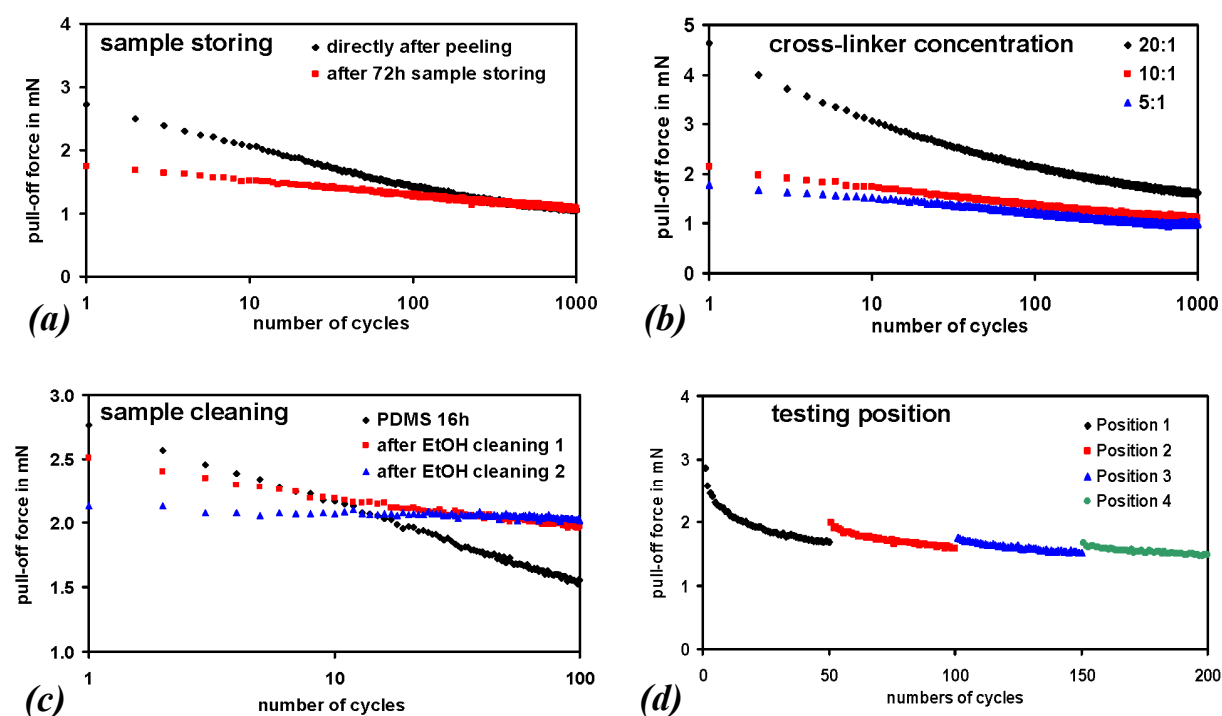 sample storing
directly after peeling
after 72h sample storing
pull-off force in mN
4
3
2
1
0
1 10 100 1000
number of cycles
(a)
cross-linker concentration
20:1
10:1
5:1
pull-off force in mN
5
4
3
2
1
0
1 10 100 1000
number of cycles
(b)
sample cleaning
PDMS 16h
after EtOH cleaning 1
after EtOH cleaning 2
pull-off force in mN
3.0
2.5
2.0
1.5
1.0
1 10 100
number of cycles
(c)
testing position
Position 1
Position 2
Position 3
Position 4
pull-off force in mN
4
3
2
1
0
0 50 100 150 200
numbers of cycles
(d)